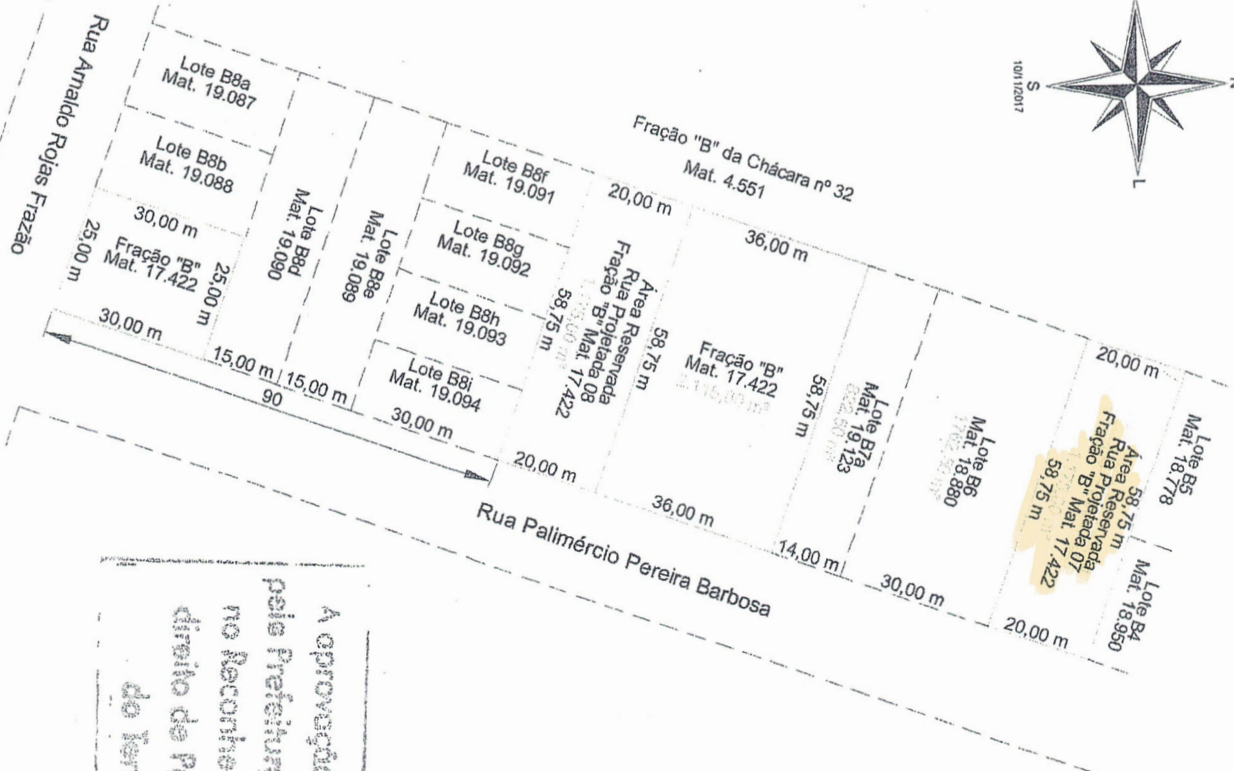 Rua Arnaldo Rojas Frazão
Lote B8a
Mat. 19.087
Lote B8b
Mat. 19.088
30,00 m
25,00 m
Fração "B"
Mat. 17.422
25,00 m
30,00 m
Lote B8d
Mat. 19.090
15,00 m
Lote B8e
Mat. 19.089
15,00 m
90
Lote B8f
Mat. 19.091
Lote B8g
Mat. 19.092
Lote B8h
Mat. 19.093
Lote B8i
Mat. 19.094
30,00 m
Fração "B" da Chácara nº 32
Mat. 4.551
20,00 m
58,75 m
Área Reservada
Rua Projetada 08
Fração "B" Mat. 17.422
58,75 m
20,00 m
36,00 m
Fração "B"
Mat. 17.422
2.115,00 m²
58,75 m
36,00 m
Lote B7a
Mat. 19.123
14,00 m
Lote B6
Mat. 18.880
30,00 m
20,00 m
58,75 m
Área Reservada
Rua Projetada 07
Fração "B" Mat. 17.422
58,75 m
20,00 m
Lote B5
Mat. 18.778
Lote B4
Mat. 18.950
Rua Palimércio Pereira Barbosa
S
L
10/11/2017
A aprovação
pela Prefeitura
no Reconhe
direito de P
do Ter